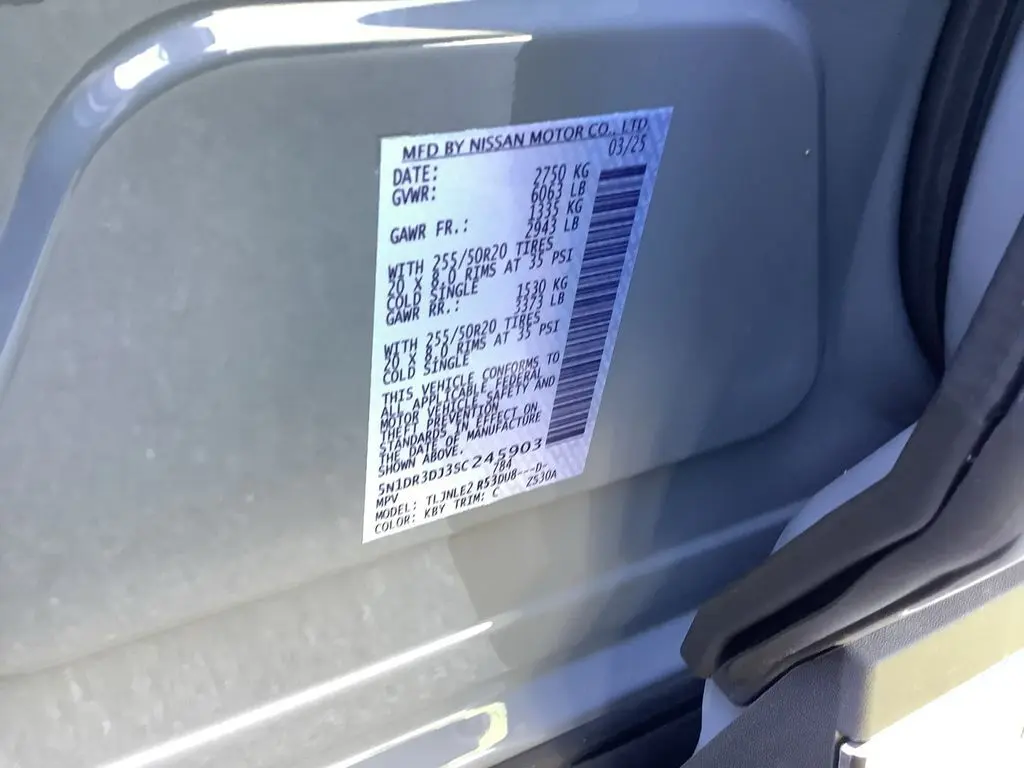 MFD BY NISSAN MOTOR CO., LTD
DATE: 03/25
GVWR: 2750 KG
6063 LB
GAWR FR.: 1335 KG
2943 LB
WITH 255/50R20 TIRES
20 X 8.0 RIMS AT 35 PSI
COLD SINGLE
GAWR RR.: 1530 KG
3373 LB
WITH 255/50R20 TIRES
20 X 8.0 RIMS AT 35 PSI
COLD SINGLE
THIS VEHICLE CONFORMS TO
ALL APPLICABLE FEDERAL
MOTOR VEHICLE SAFETY AND
THEFT PREVENTION
STANDARDS IN EFFECT ON
THE DATE OF MANUFACTURE
SHOWN ABOVE.
5N1DR3DJ3SC245903
MPV 784
MODEL: TLJNLE2 R53DU8---D-
COLOR: KBY TRIM: C Z530A